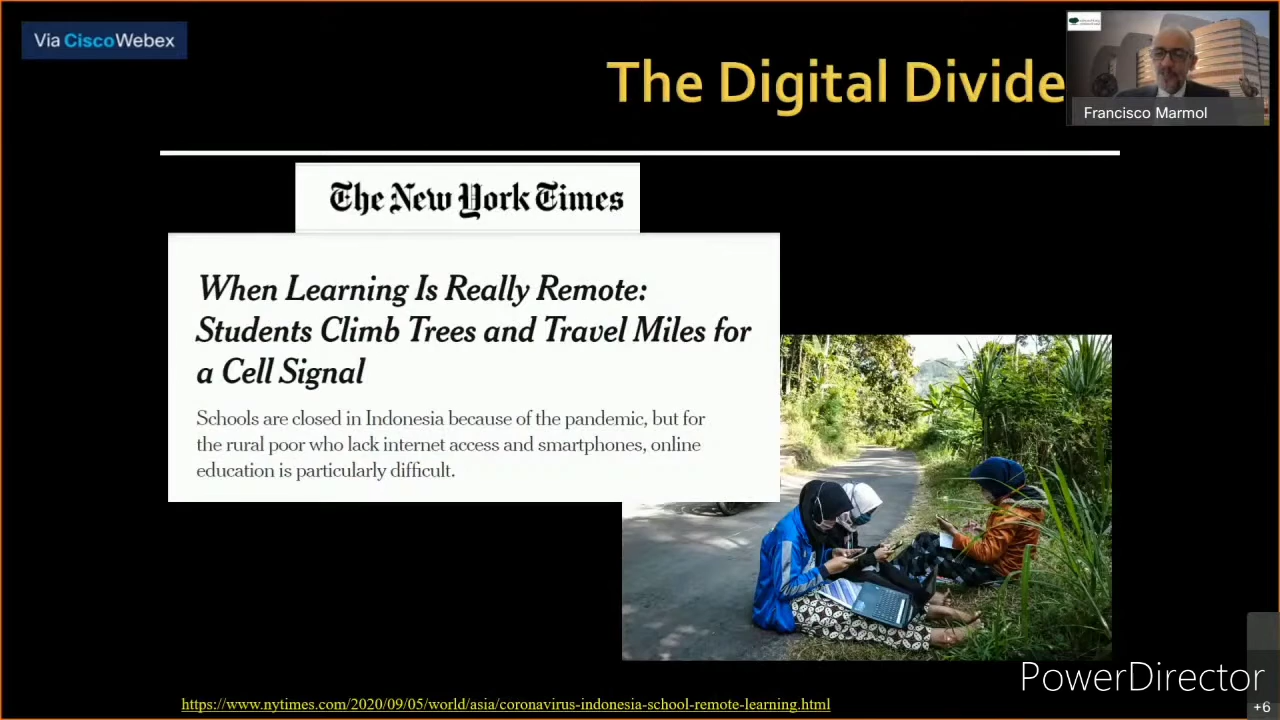 Via Cisco Webex
The Digital Divide
Francisco Marmol
The New York Times
When Learning Is Really Remote:
Students Climb Trees and Travel Miles for
a Cell Signal
Schools are closed in Indonesia because of the pandemic, but for
the rural poor who lack internet access and smartphones, online
education is particularly difficult.
PowerDirector
https://www.nytimes.com/2020/09/05/world/asia/coronavirus-indonesia-school-remote-learning.html
+6